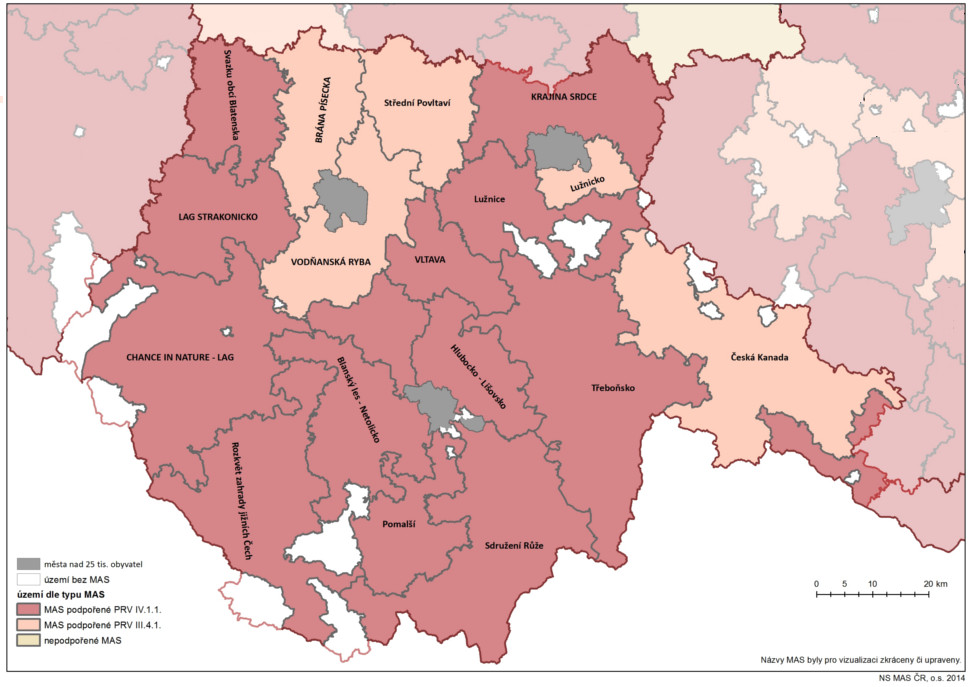 Svazku obcí Blatenska
BRÁNA PÍSECKA
Střední Povltaví
KRAJINA SRDCE
Lužnicko
LAG STRAKONICKO
Lužnice
VODŇANSKÁ RYBA
VLTAVA
CHANCE IN NATURE - LAG
Blanský les - Netolicko
Hlubocko - Lišovsko
Třeboňsko
Česká Kanada
Rozkvět zahrady jižních Čech
Pomalší
Sdružení Růže
města nad 25 tis. obyvatel
území bez MAS
území dle typu MAS
MAS podpořené PRV IV.1.1.
MAS podpořené PRV III.4.1.
nepodpořené MAS
0 5 10 20 km
Názvy MAS byly pro vizualizaci zkráceny či upraveny.
NS MAS ČR, o.s. 2014